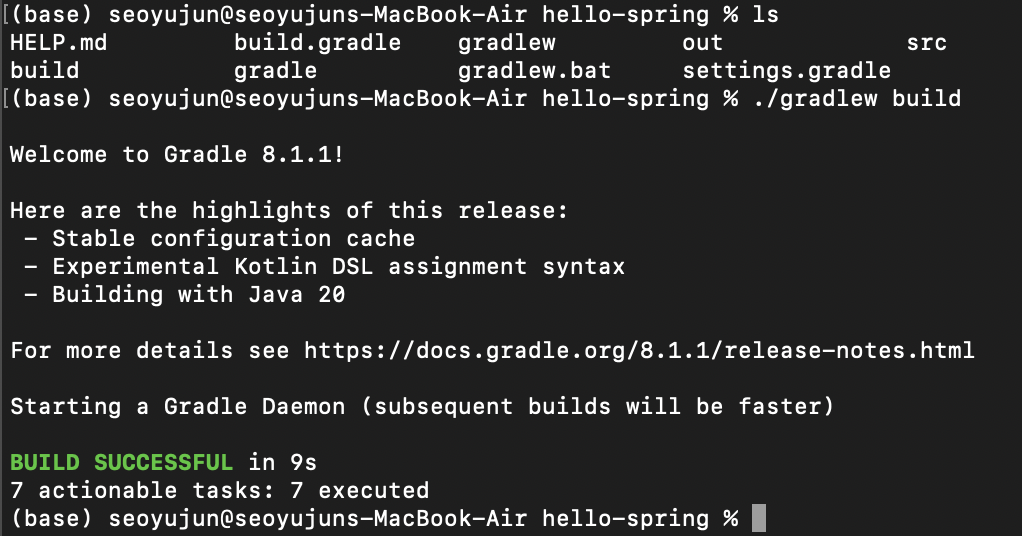 [(base) seoyujun@seoyujuns-MacBook-Air hello-spring % ls
HELP.md build.gradle gradlew out src
build gradle gradlew.bat settings.gradle
[(base) seoyujun@seoyujuns-MacBook-Air hello-spring % ./gradlew build
Welcome to Gradle 8.1.1!
Here are the highlights of this release:
- Stable configuration cache
- Experimental Kotlin DSL assignment syntax
- Building with Java 20
For more details see https://docs.gradle.org/8.1.1/release-notes.html
Starting a Gradle Daemon (subsequent builds will be faster)
BUILD SUCCESSFUL in 9s
7 actionable tasks: 7 executed
(base) seoyujun@seoyujuns-MacBook-Air hello-spring %